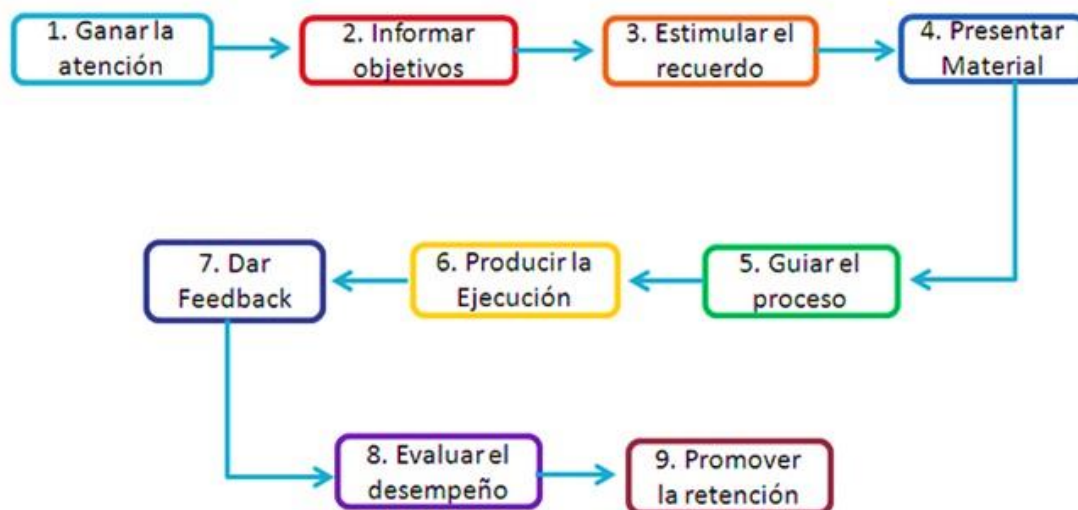 1. Ganar la
atención
2. Informar
objetivos
3. Estimular el
recuerdo
4. Presentar
Material
5. Guiar el
proceso
6. Producir la
Ejecución
7. Dar
Feedback
8. Evaluar el
desempeño
9. Promover
la retención